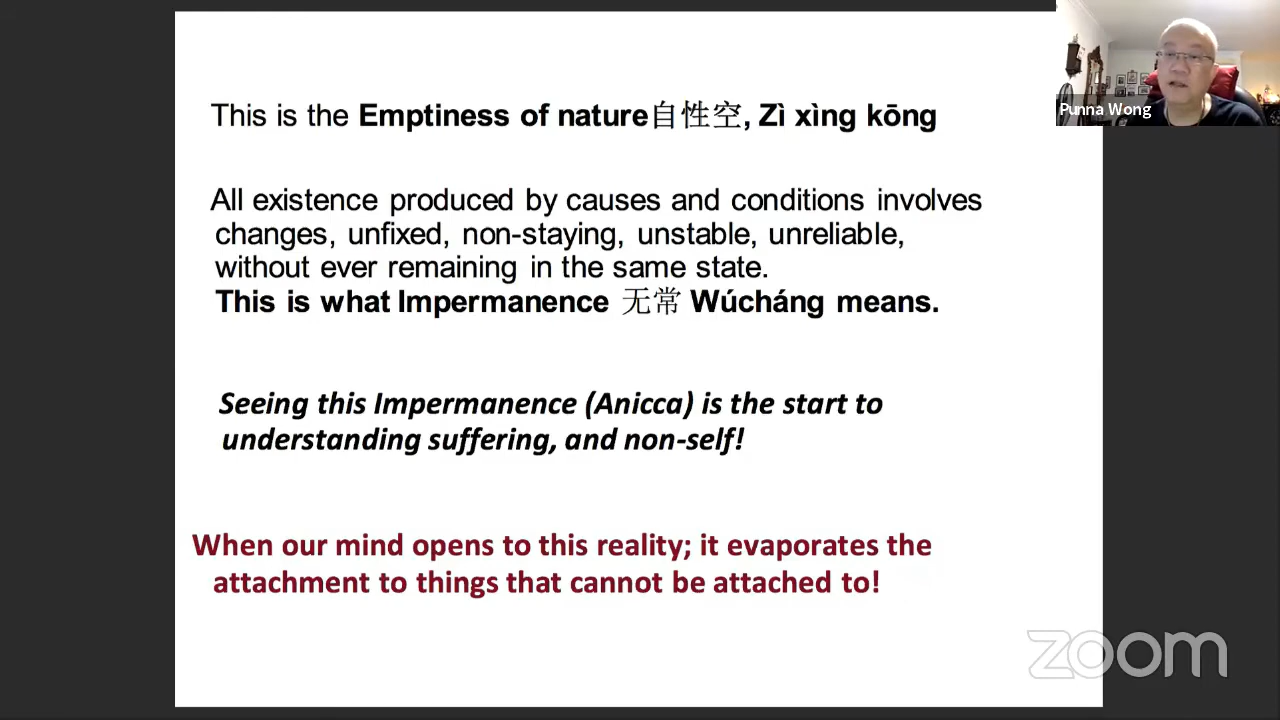 This is the Emptiness of nature自性空, Zì xìng kōng
All existence produced by causes and conditions involves
changes, unfixed, non-staying, unstable, unreliable,
without ever remaining in the same state.
This is what Impermanence 无常 Wúcháng means.
Seeing this Impermanence (Anicca) is the start to
understanding suffering, and non-self!
When our mind opens to this reality; it evaporates the
attachment to things that cannot be attached to!
Punna Wong
zoom